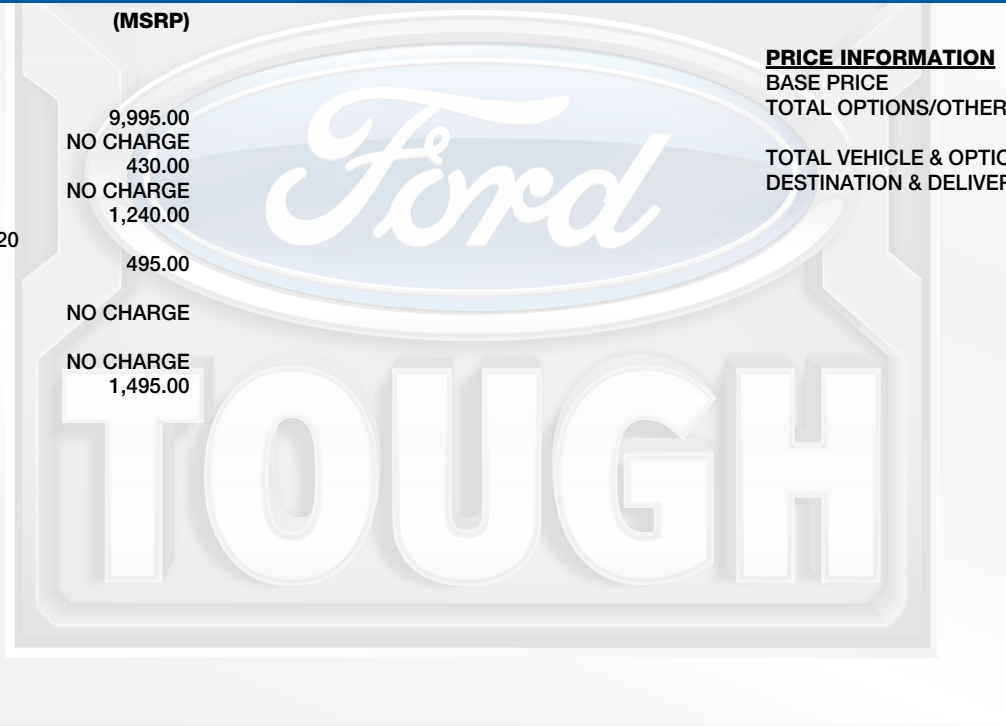 (MSRP)
9,995.00
NO CHARGE
430.00
NO CHARGE
1,240.00
20
495.00
NO CHARGE
NO CHARGE
1,495.00
PRICE INFORMATION
BASE PRICE
TOTAL OPTIONS/OTHER
TOTAL VEHICLE & OPTIO
DESTINATION & DELIVER
Ford
TOUGH